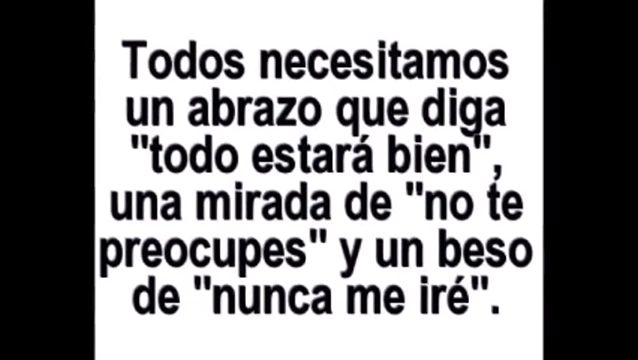 Todos necesitamos
un abrazo que diga
"todo estará bien",
una mirada de "no te
preocupes" y un beso
de "nunca me iré".